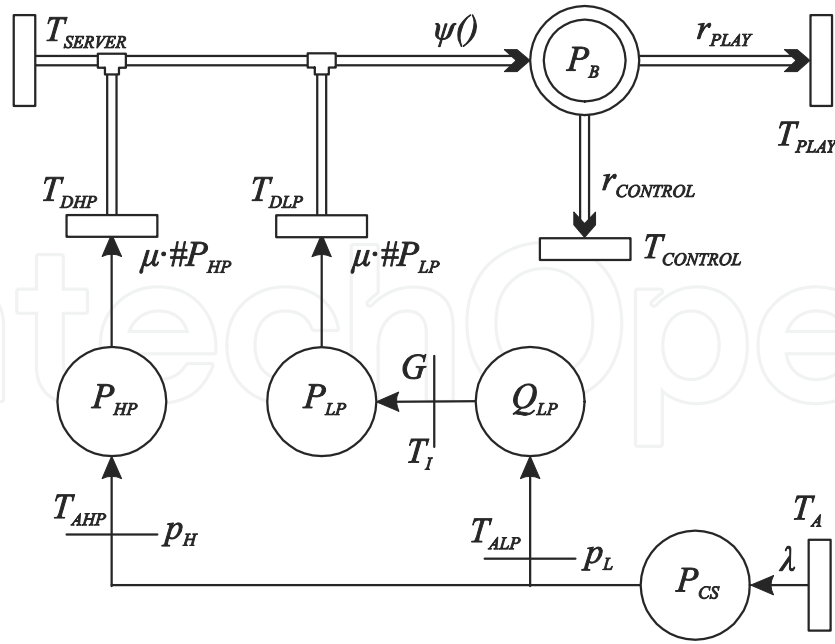 T_SERVER ψ() P_B r_PLAY
T_PLAY
T_DHP T_DLP r_CONTROL
μ·#P_HP μ·#P_LP T_CONTROL
ntechOpe
P_HP P_LP G Q_LP
T_I
T_AHP p_H T_ALP p_L T_A
P_CS λ